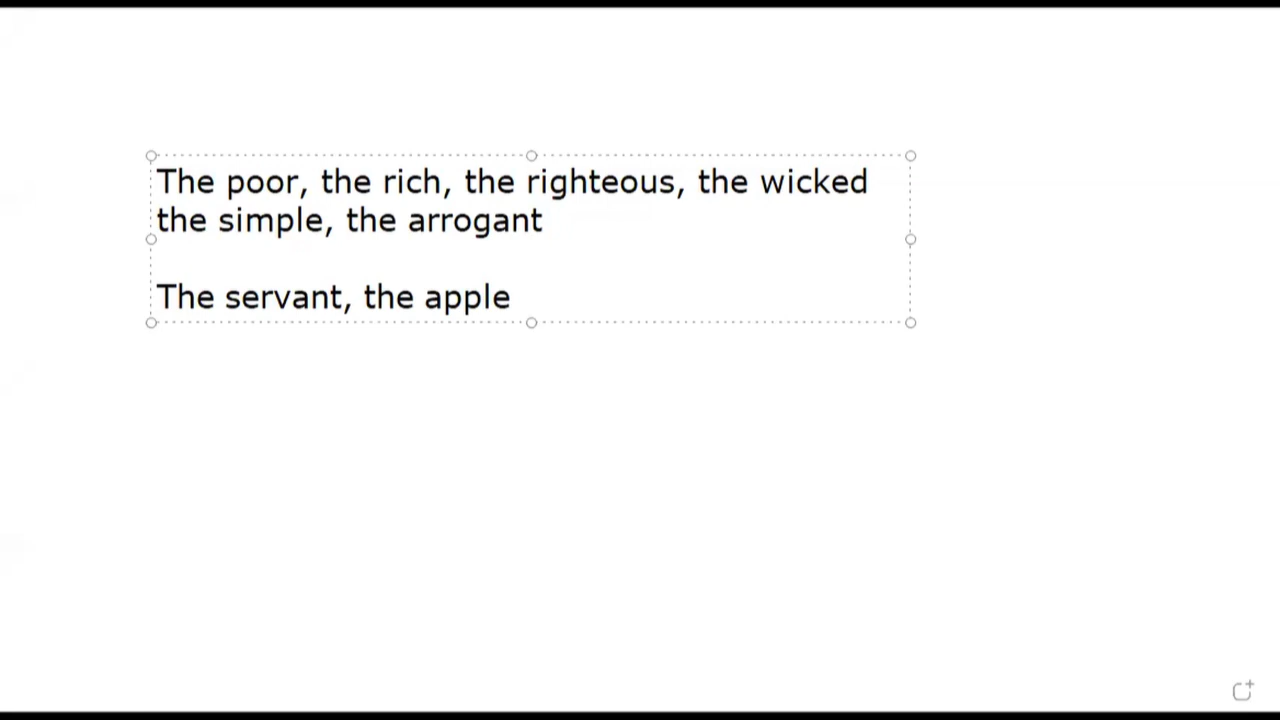 The poor, the rich, the righteous, the wicked
the simple, the arrogant
The servant, the apple